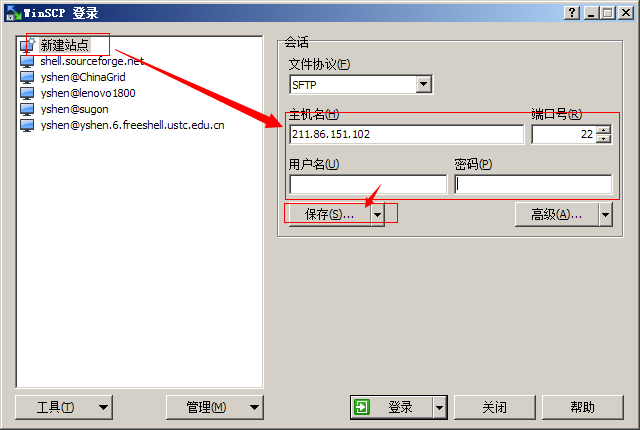 WinSCP 登录
新建站点
shell.sourceforge.net
yshen@ChinaGrid
yshen@lenovo1800
yshen@sugon
yshen@yshen.6.freeshell.ustc.edu.cn
会话
文件协议(F)
SFTP
主机名(H) 端口号(R)
211.86.151.102 22
用户名(U) 密码(P)
保存(S)... 高级(A)...
工具(T) 管理(M) 登录 关闭 帮助